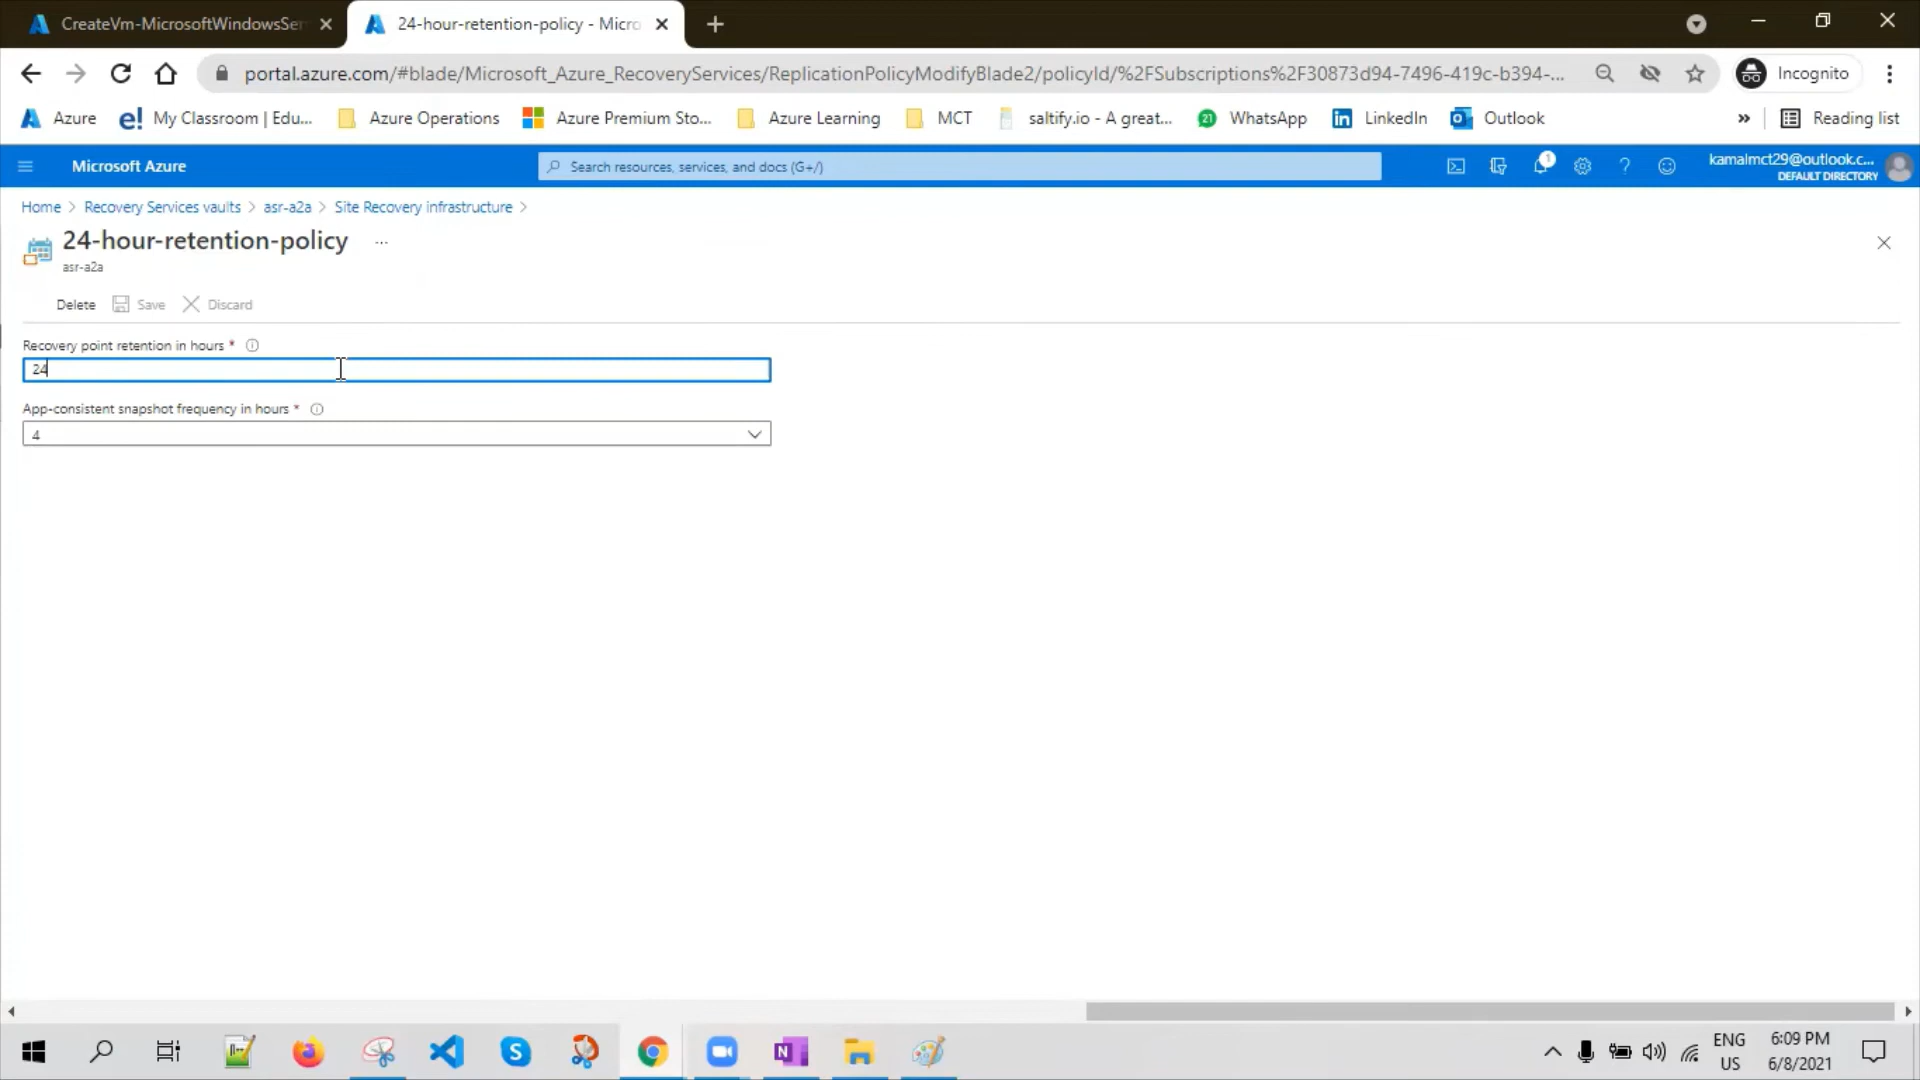 CreateVm-MicrosoftWindowsSer
24-hour-retention-policy - Micro
portal.azure.com/#blade/Microsoft_Azure_RecoveryServices/ReplicationPolicyModifyBlade2/policyId/%2FSubscriptions%2F30873d94-7496-419c-b394-...
Incognito
Azure
My Classroom | Edu...
Azure Operations
Azure Premium Sto...
Azure Learning
MCT
saltify.io - A great...
21
WhatsApp
LinkedIn
Outlook
»
Reading list
Microsoft Azure
Search resources, services, and docs (G+/)
1
kamalmct29@outlook.c...
DEFAULT DIRECTORY
Home > Recovery Services vaults > asr-a2a > Site Recovery infrastructure >
24-hour-retention-policy ...
asr-a2a
Delete Save Discard
Recovery point retention in hours *
24
App-consistent snapshot frequency in hours *
4
ENG
US
6:09 PM
6/8/2021